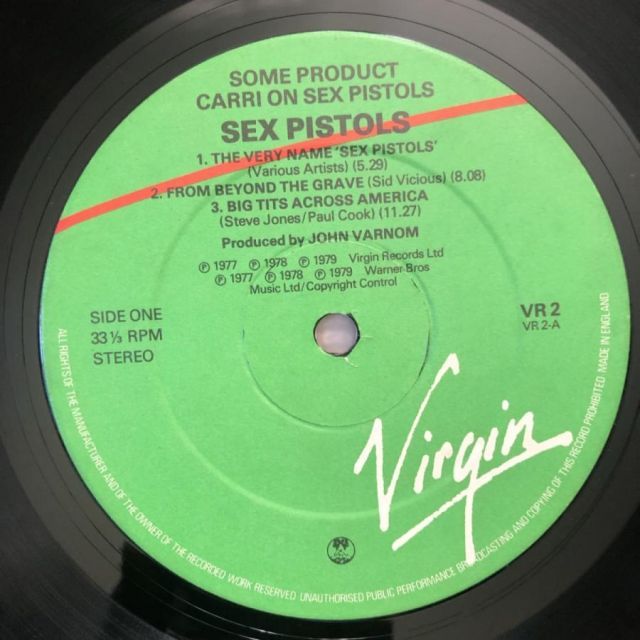 SOME PRODUCT
CARRI ON SEX PISTOLS
SEX PISTOLS
1. THE VERY NAME 'SEX PISTOLS'
(Various Artists) (5.29)
2. FROM BEYOND THE GRAVE (Sid Vicious) (8.08)
3. BIG TITS ACROSS AMERICA
(Steve Jones/Paul Cook) (11.27)
Produced by JOHN VARNOM
℗ 1977 ℗ 1978 ℗ 1979 Virgin Records Ltd
℗ 1977 ℗ 1978 ℗ 1979 Warner Bros
Music Ltd/Copyright Control
SIDE ONE
33⅓ RPM
STEREO
VR 2
VR 2-A
Virgin
ALL RIGHTS OF THE MANUFACTURER AND OF THE OWNER OF THE RECORDED WORK RESERVED UNAUTHORISED PUBLIC PERFORMANCE BROADCASTING AND COPYING OF THIS RECORD PROHIBITED MADE IN ENGLAND